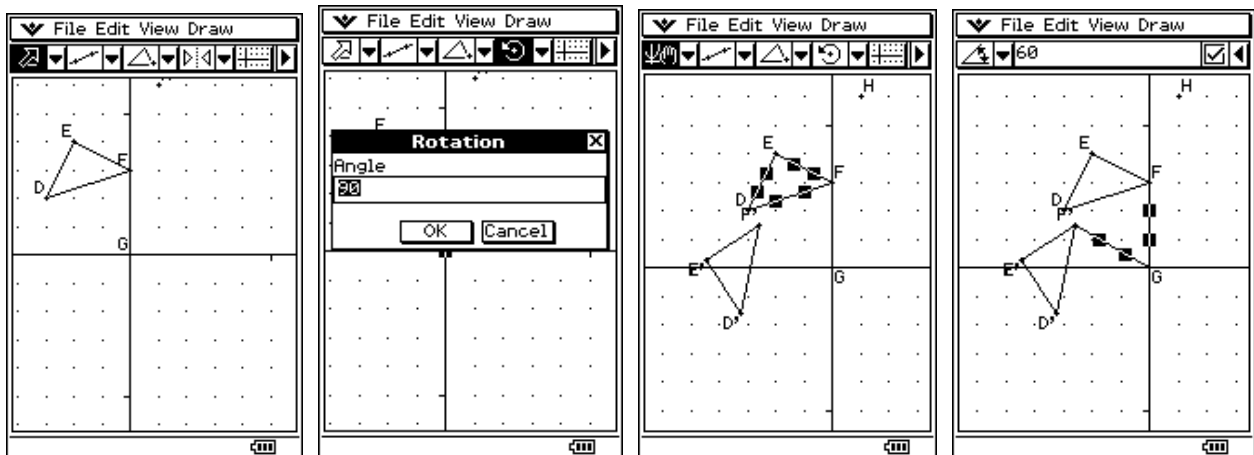 File Edit View Draw
E
F
D
G
File Edit View Draw
F
Rotation
Angle
90
OK Cancel
File Edit View Draw
H
E
F
D
F'
E'
G
D'
File Edit View Draw
60
H
E
F
D
F'
E'
G
D'